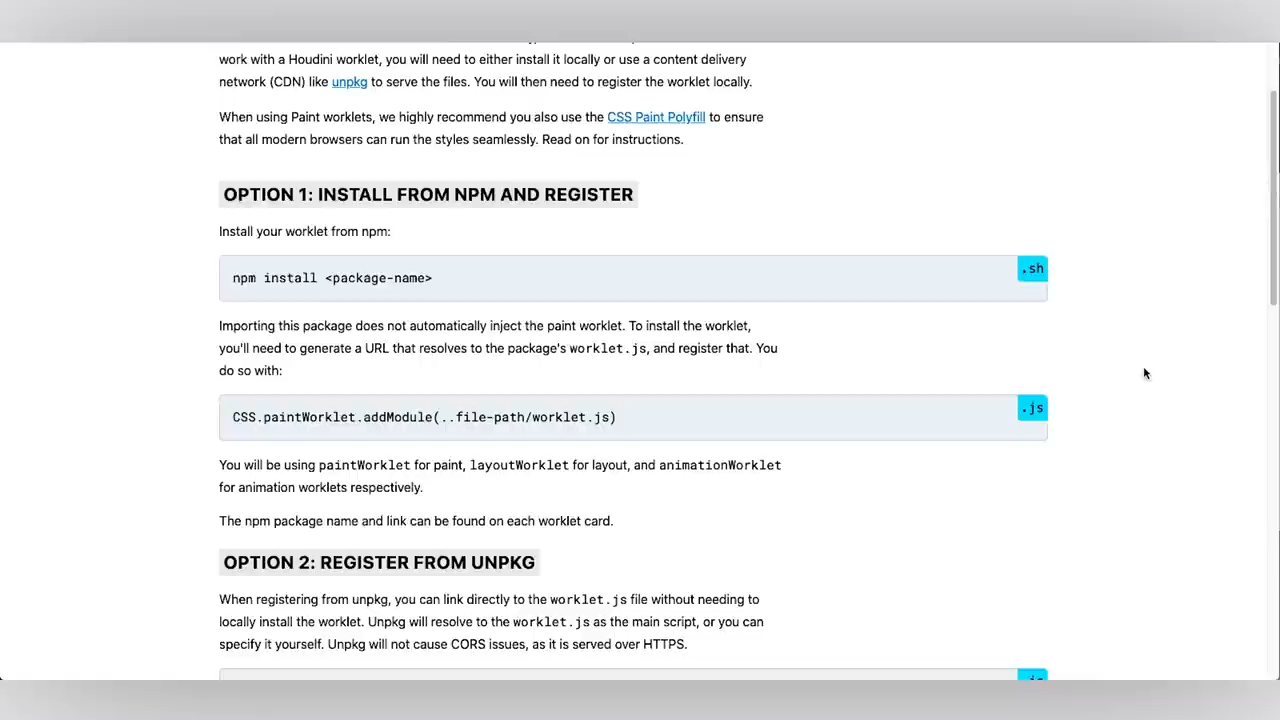 work with a Houdini worklet, you will need to either install it locally or use a content delivery
network (CDN) like unpkg to serve the files. You will then need to register the worklet locally.
When using Paint worklets, we highly recommend you also use the CSS Paint Polyfill to ensure
that all modern browsers can run the styles seamlessly. Read on for instructions.
OPTION 1: INSTALL FROM NPM AND REGISTER
Install your worklet from npm:
.sh
npm install <package-name>
Importing this package does not automatically inject the paint worklet. To install the worklet,
you'll need to generate a URL that resolves to the package's worklet.js, and register that. You
do so with:
.js
CSS.paintWorklet.addModule(..file-path/worklet.js)
You will be using paintWorklet for paint, layoutWorklet for layout, and animationWorklet
for animation worklets respectively.
The npm package name and link can be found on each worklet card.
OPTION 2: REGISTER FROM UNPKG
When registering from unpkg, you can link directly to the worklet.js file without needing to
locally install the worklet. Unpkg will resolve to the worklet.js as the main script, or you can
specify it yourself. Unpkg will not cause CORS issues, as it is served over HTTPS.